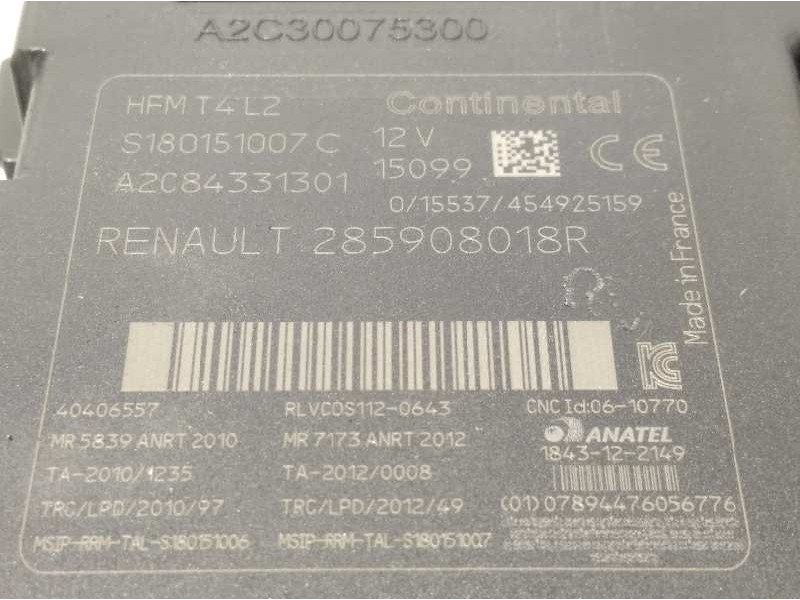 A2C30075300
HFM T4 L2 Continental
S180151007 C 12 V
A2C84331301 15099
0/15537/454925159
RENAULT 285908018R
Made in France
40406557 RLVCOS112-0643 CNC Id:06-10770
MR 5839 ANRT 2010 MR 7173 ANRT 2012 ANATEL
TA-2010/1235 TA-2012/0008 1843-12-2149
TRC/LPD/2010/97 TRC/LPD/2012/49 (01)07894476056776
MSIP-RRM-TAL-S180151006 MSIP-RRM-TAL-S180151007